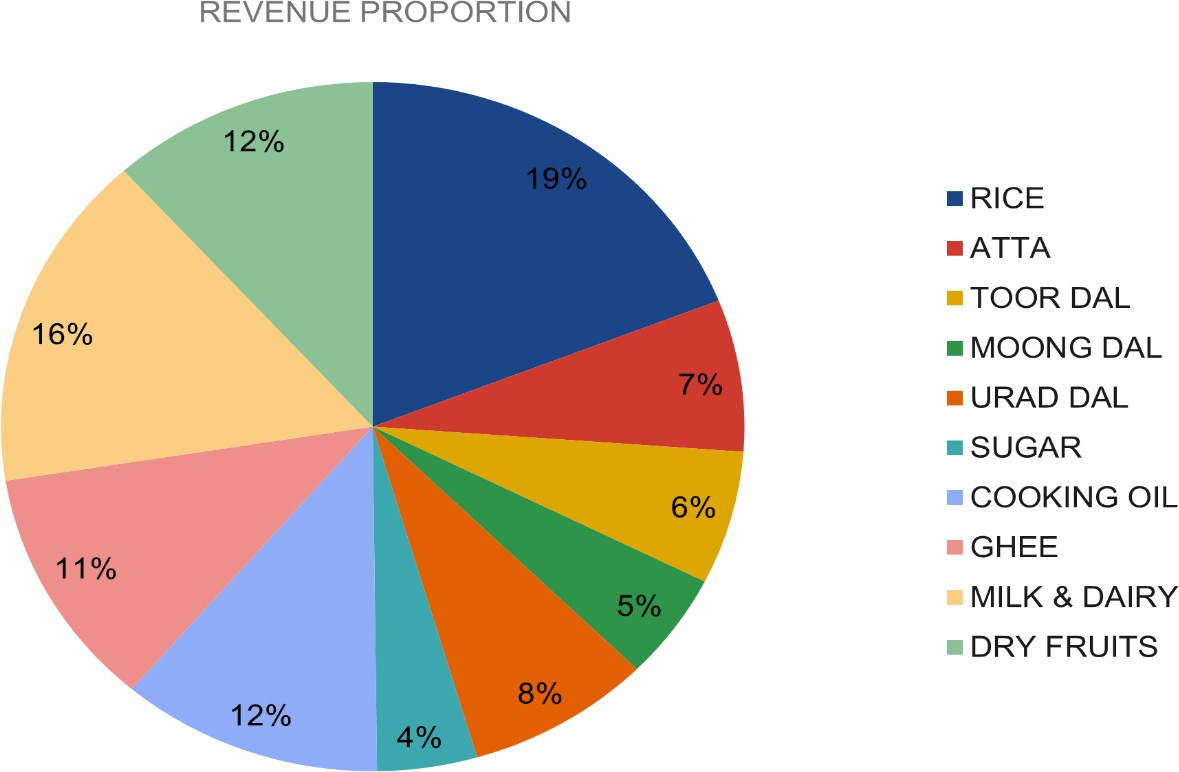 REVENUE PROPORTION
12%
19%
16%
7%
6%
11%
5%
8%
12%
4%
RICE
ATTA
TOOR DAL
MOONG DAL
URAD DAL
SUGAR
COOKING OIL
GHEE
MILK & DAIRY
DRY FRUITS